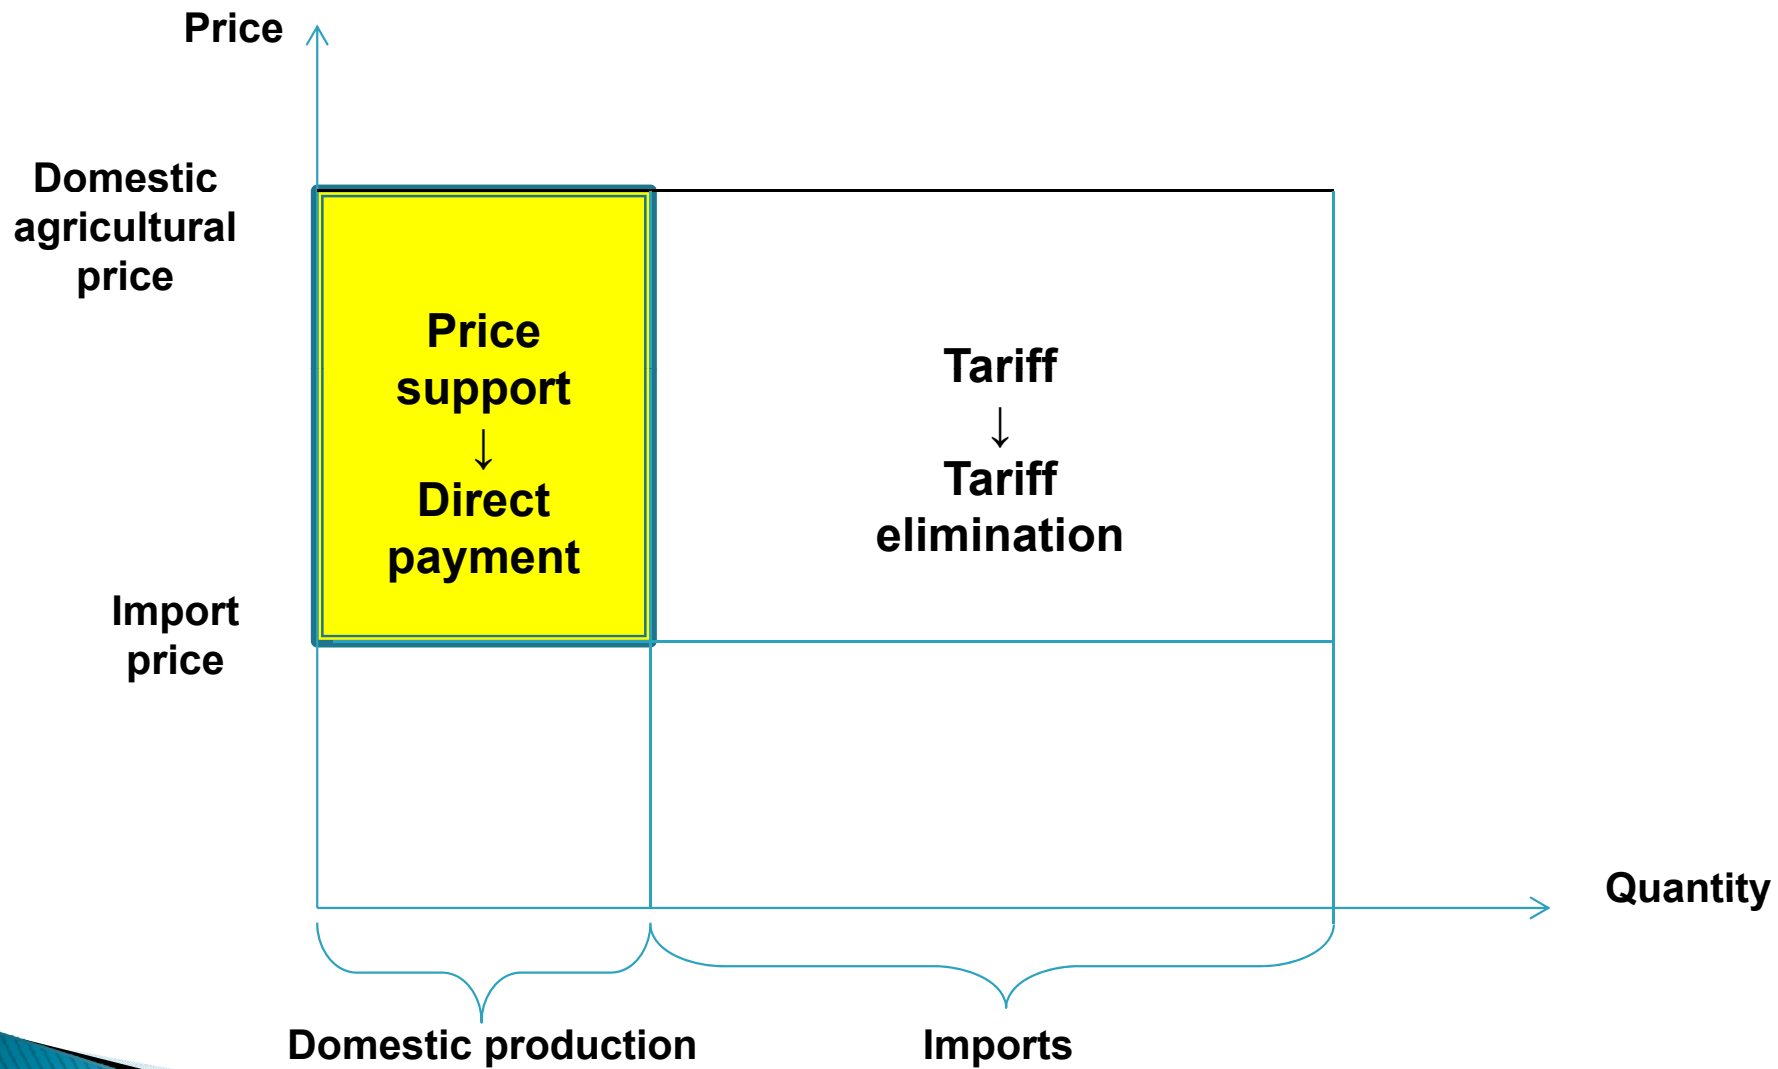 Price
Domestic
agricultural
price
Price
support
↓
Direct
payment
Tariff
↓
Tariff
elimination
Import
price
Quantity
Domestic production
Imports